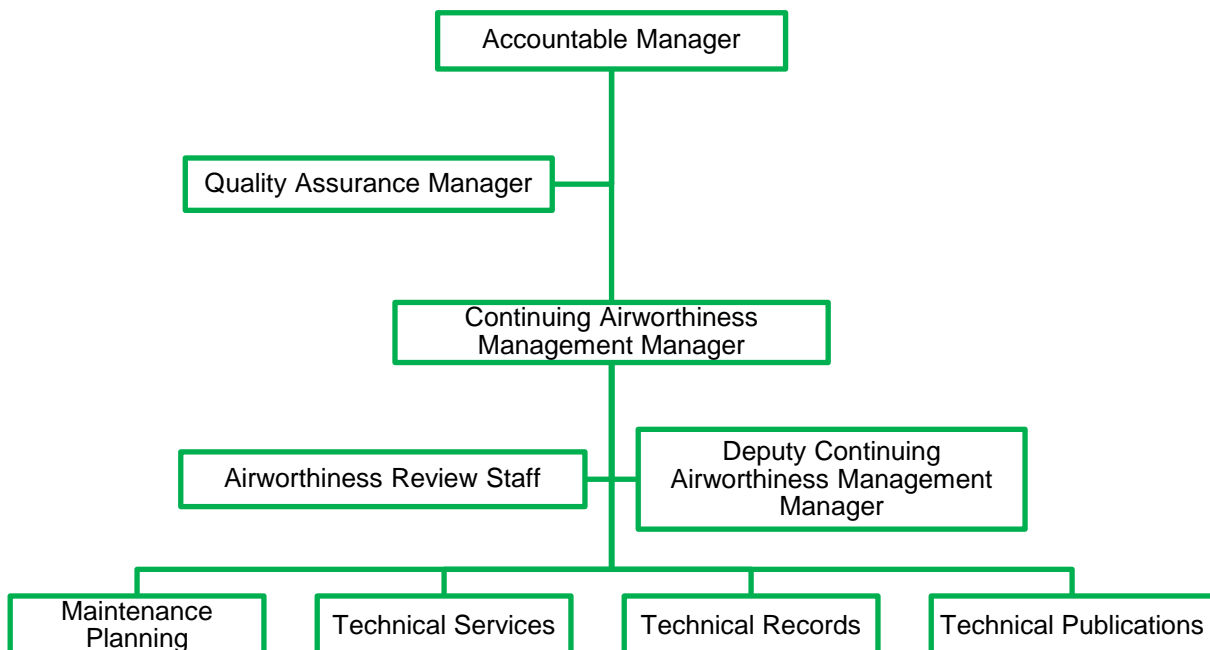 Accountable Manager
Quality Assurance Manager
Continuing Airworthiness
Management Manager
Airworthiness Review Staff
Deputy Continuing
Airworthiness Management
Manager
Maintenance
Planning
Technical Services
Technical Records
Technical Publications